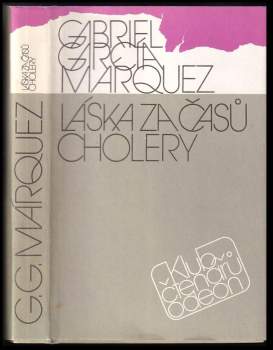 LÁSKA ZA ČASŮ
CHOLERY
G. G. MÁRQUEZ
GABRIEL
GARCÍA
MÁRQUEZ
LÁSKA ZA ČASŮ
CHOLERY
klub
čtenářů
odeon